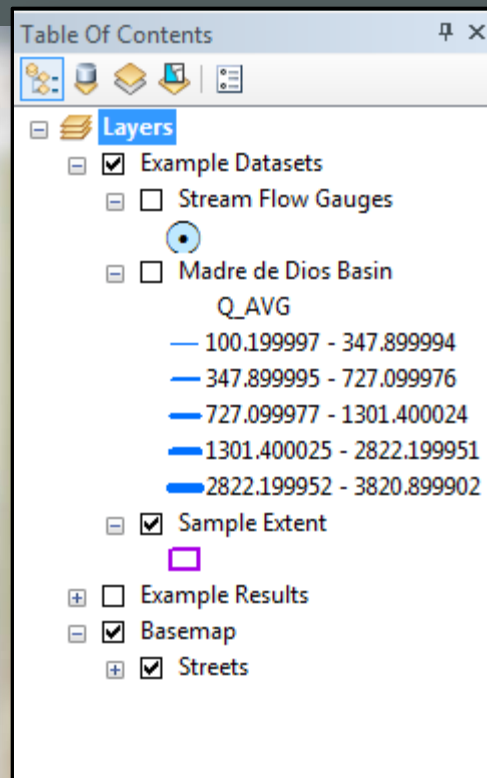 Table Of Contents
Layers
Example Datasets
Stream Flow Gauges
Madre de Dios Basin
Q_AVG
100.199997 - 347.899994
347.899995 - 727.099976
727.099977 - 1301.400024
1301.400025 - 2822.199951
2822.199952 - 3820.899902
Sample Extent
Example Results
Basemap
Streets